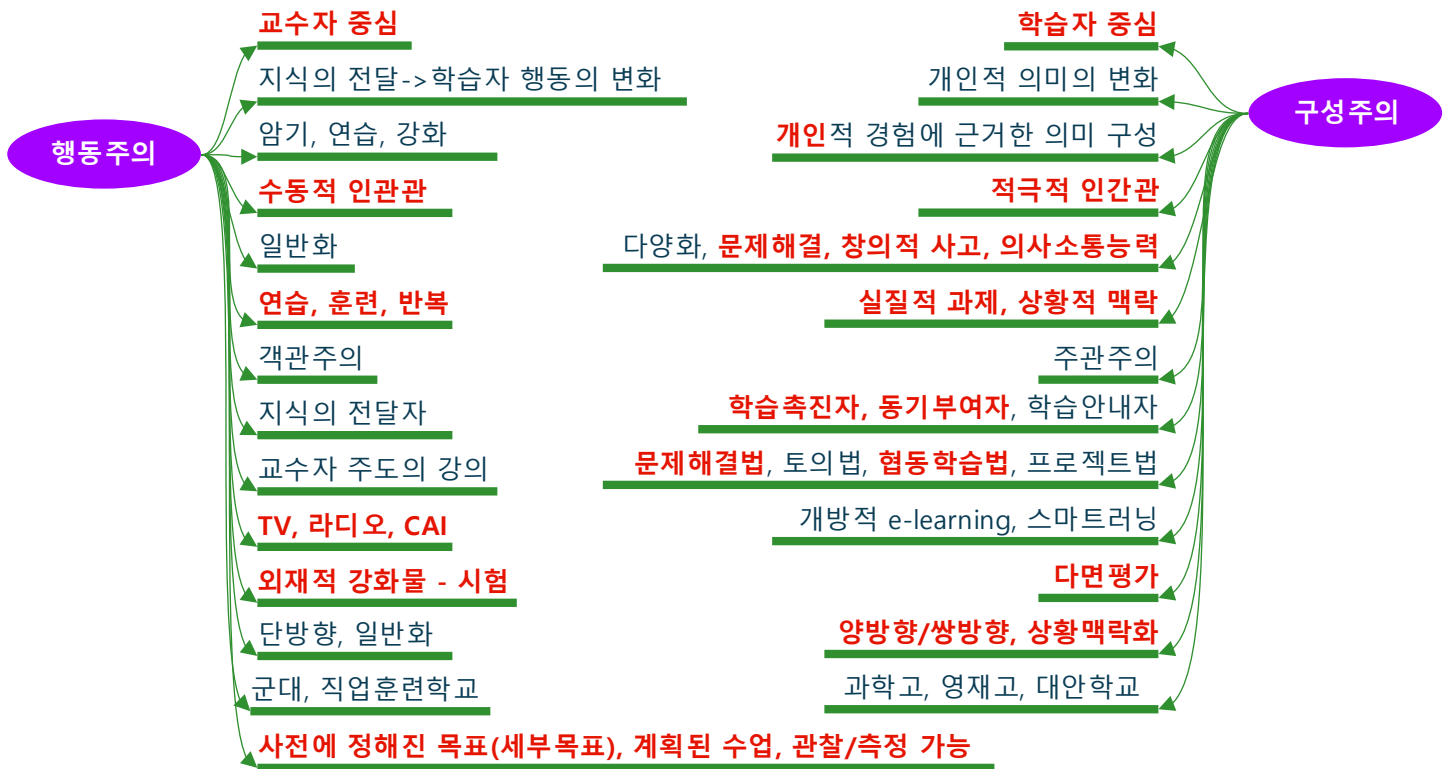 행동주의
교수자 중심
지식의 전달->학습자 행동의 변화
암기, 연습, 강화
수동적 인관관
일반화
연습, 훈련, 반복
객관주의
지식의 전달자
교수자 주도의 강의
TV, 라디오, CAI
외재적 강화물 - 시험
단방향, 일반화
군대, 직업훈련학교
사전에 정해진 목표(세부목표), 계획된 수업, 관찰/측정 가능
구성주의
학습자 중심
개인적 의미의 변화
개인적 경험에 근거한 의미 구성
적극적 인간관
다양화, 문제해결, 창의적 사고, 의사소통능력
실질적 과제, 상황적 맥락
주관주의
학습촉진자, 동기부여자, 학습안내자
문제해결법, 토의법, 협동학습법, 프로젝트법
개방적 e-learning, 스마트러닝
다면평가
양방향/쌍방향, 상황맥락화
과학고, 영재고, 대안학교